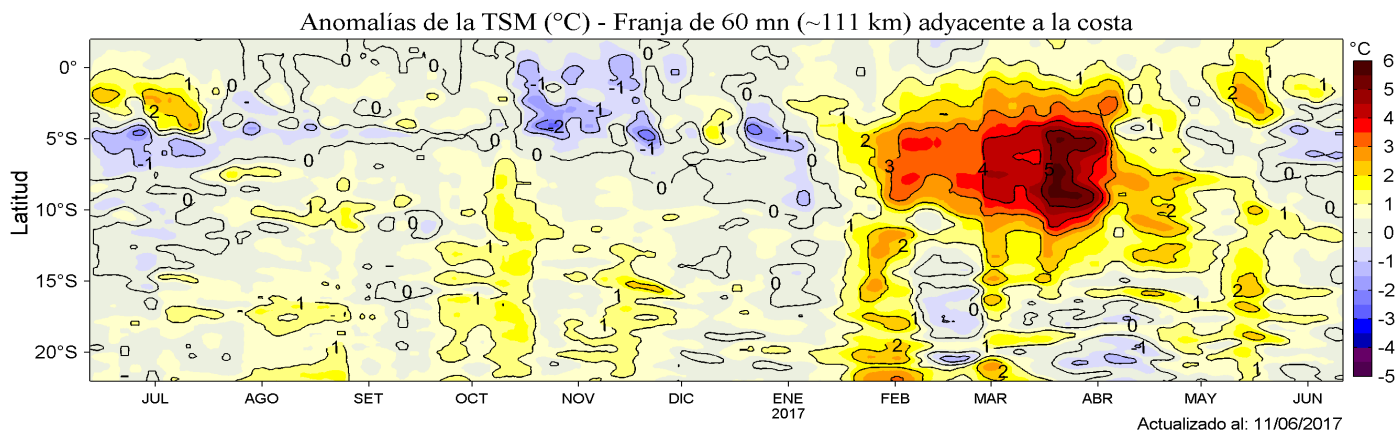 Anomalías de la TSM (°C) - Franja de 60 mn (~111 km) adyacente a la costa
°C
Latitud
0°
5°S
10°S
15°S
20°S
6
5
4
3
2
1
0
-1
-2
-3
-4
-5
JUL AGO SET OCT NOV DIC ENE FEB MAR ABR MAY JUN
2017
Actualizado al: 11/06/2017